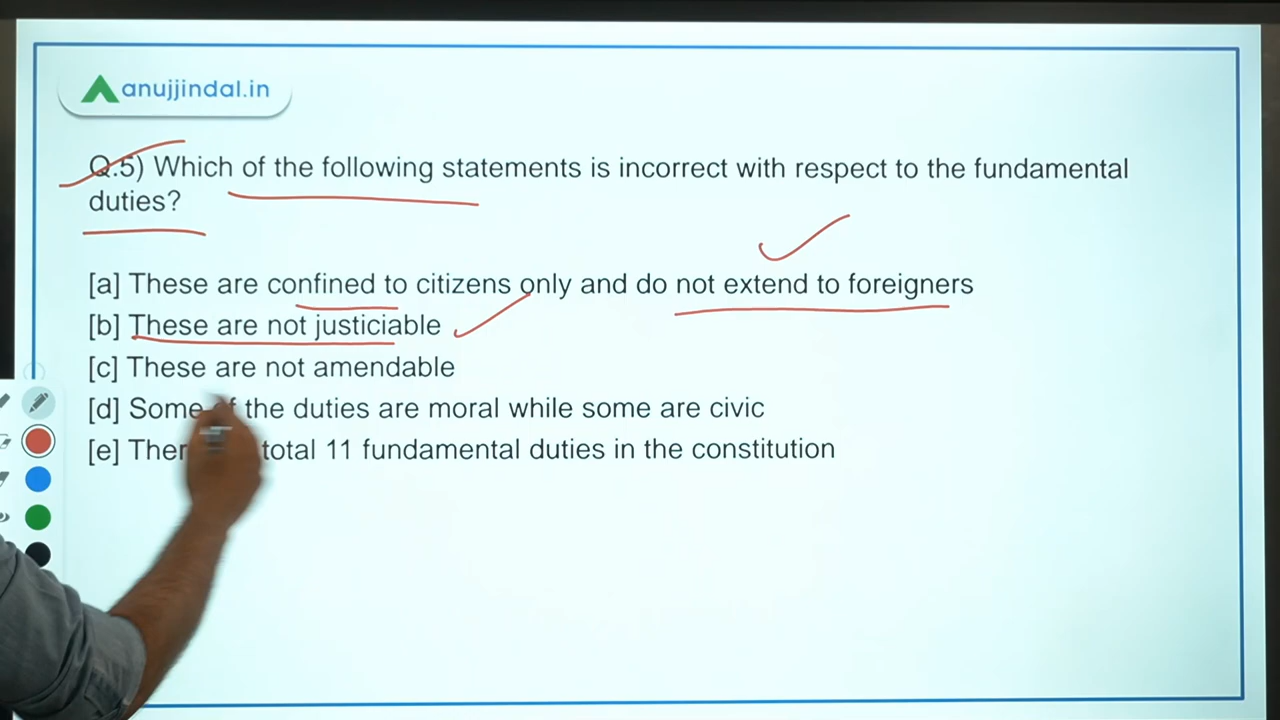 anujjindal.in
Q.5) Which of the following statements is incorrect with respect to the fundamental
duties?
[a] These are confined to citizens only and do not extend to foreigners
[b] These are not justiciable
[c] These are not amendable
[d] Some of the duties are moral while some are civic
[e] total 11 fundamental duties in the constitution